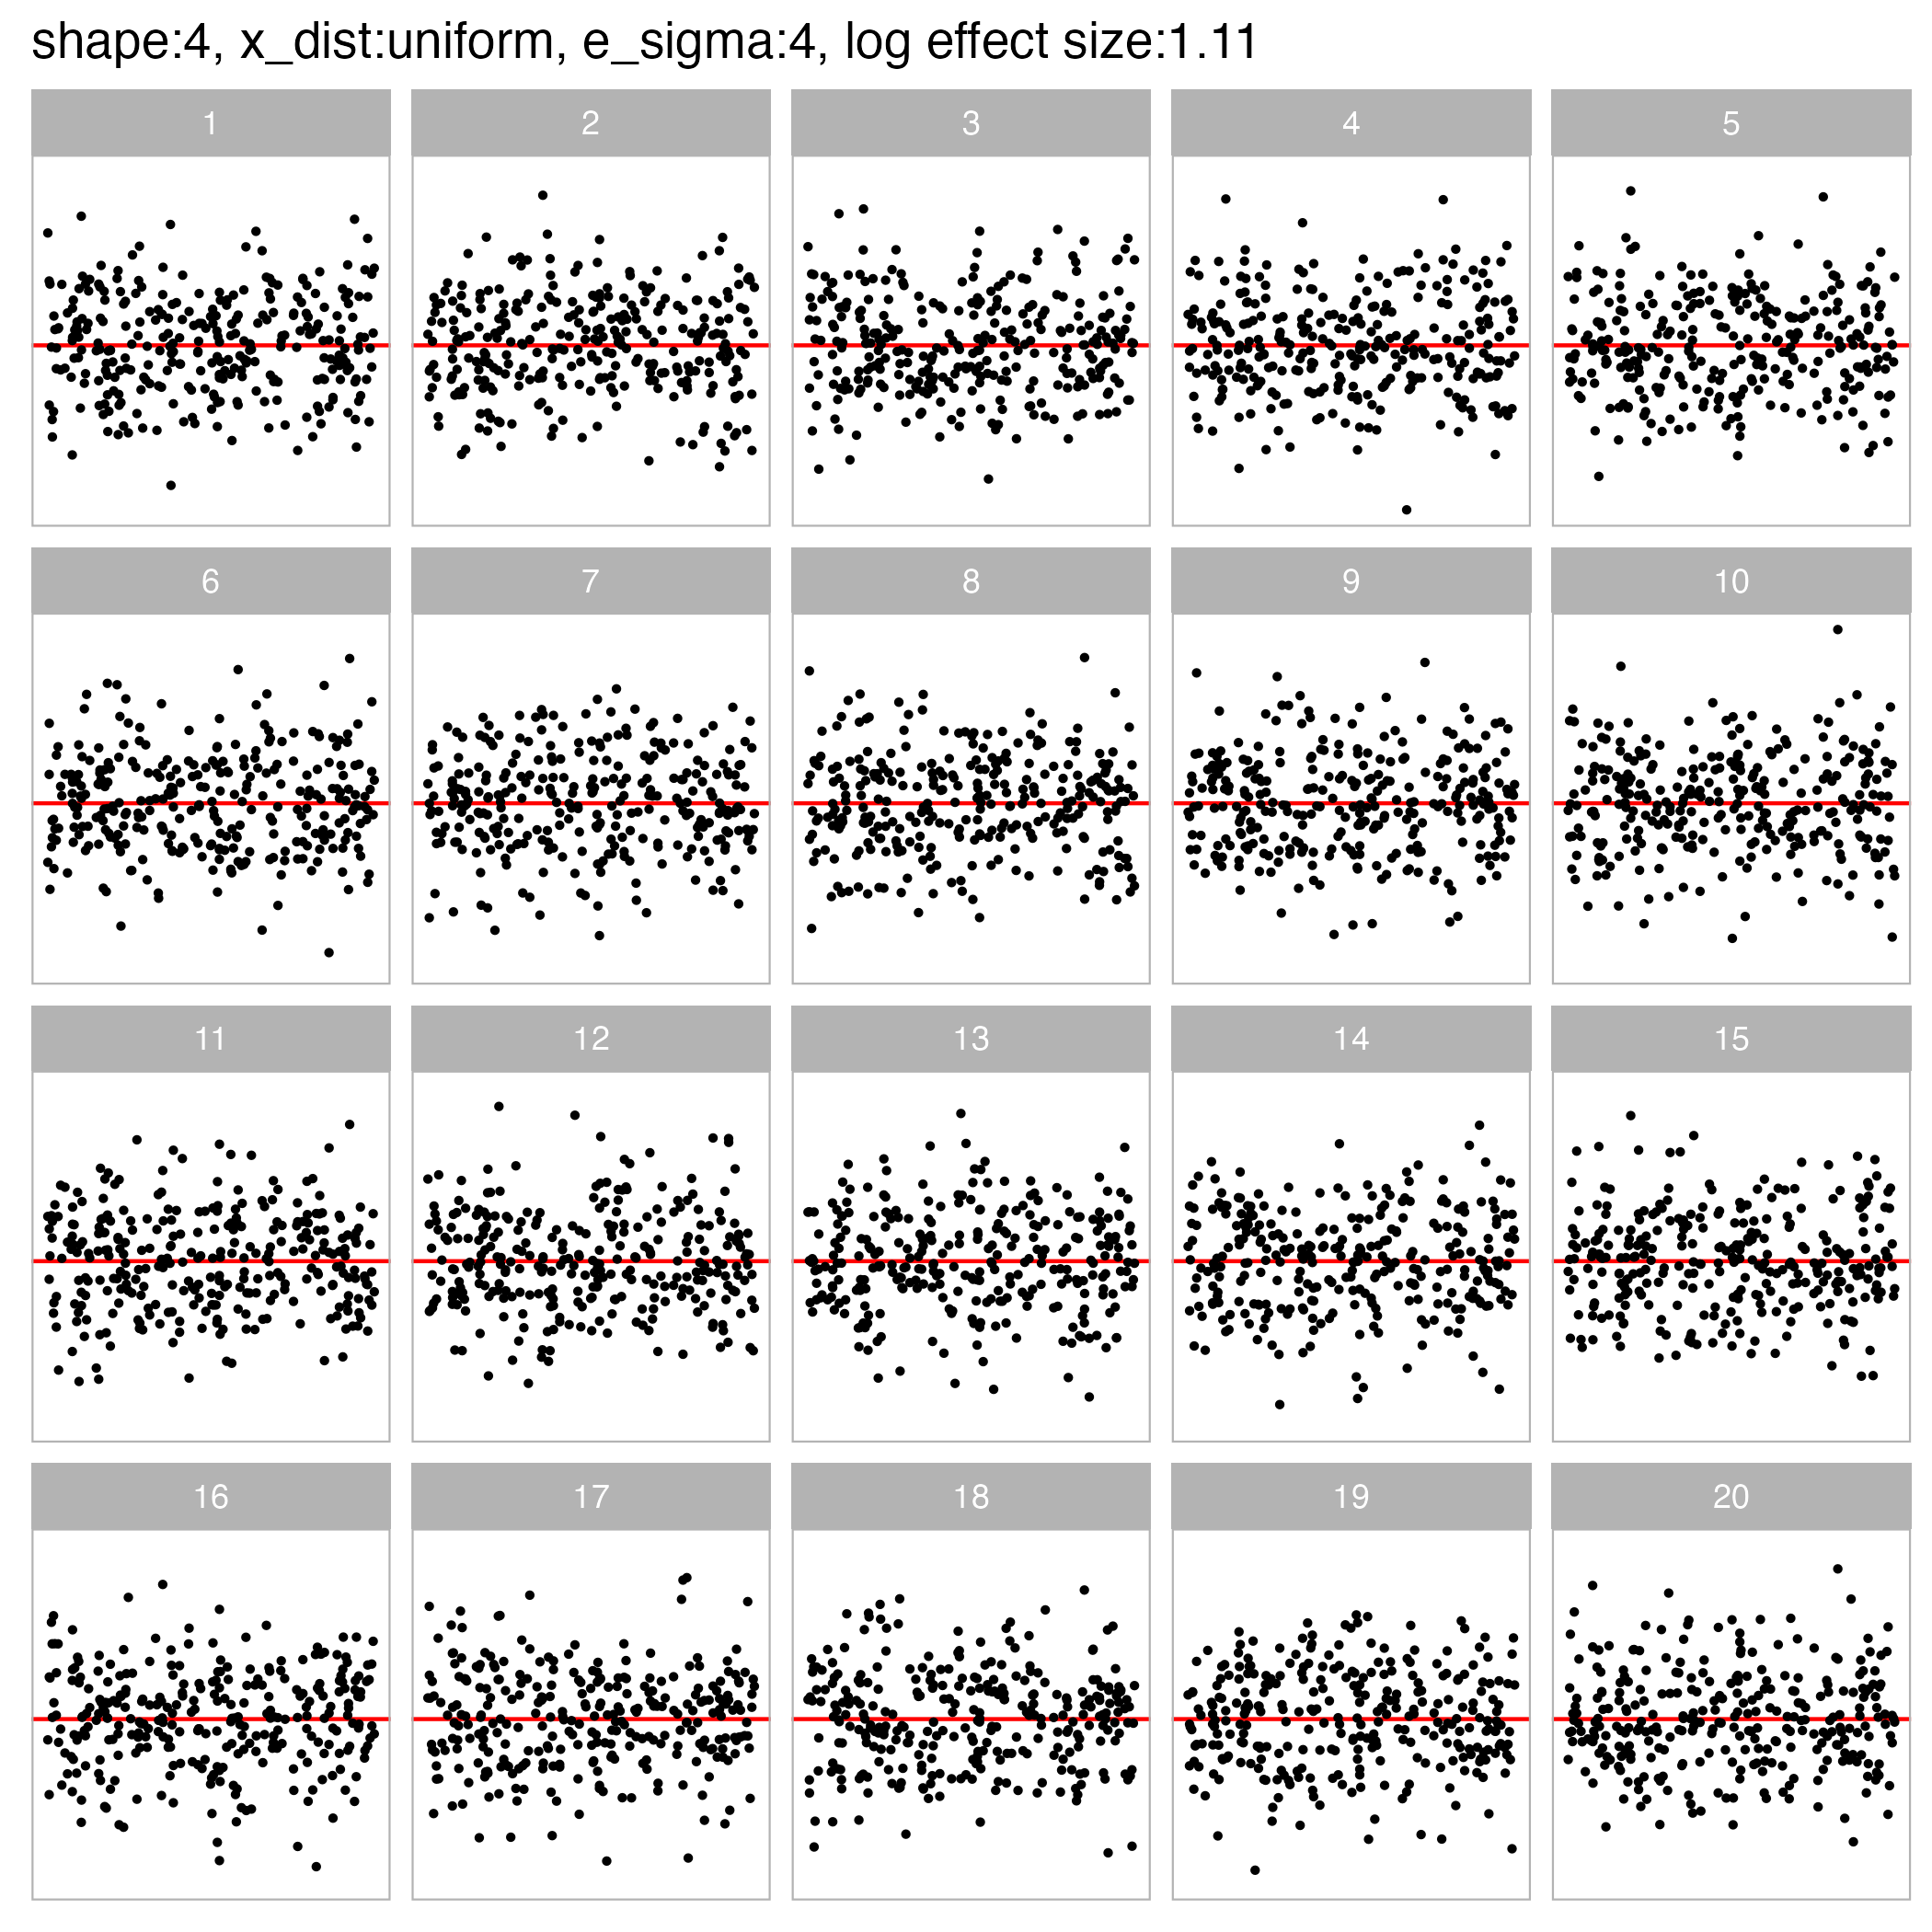 shape:4, x_dist:uniform, e_sigma:4, log effect size:1.11
1 2 3 4 5
6 7 8 9 10
11 12 13 14 15
16 17 18 19 20